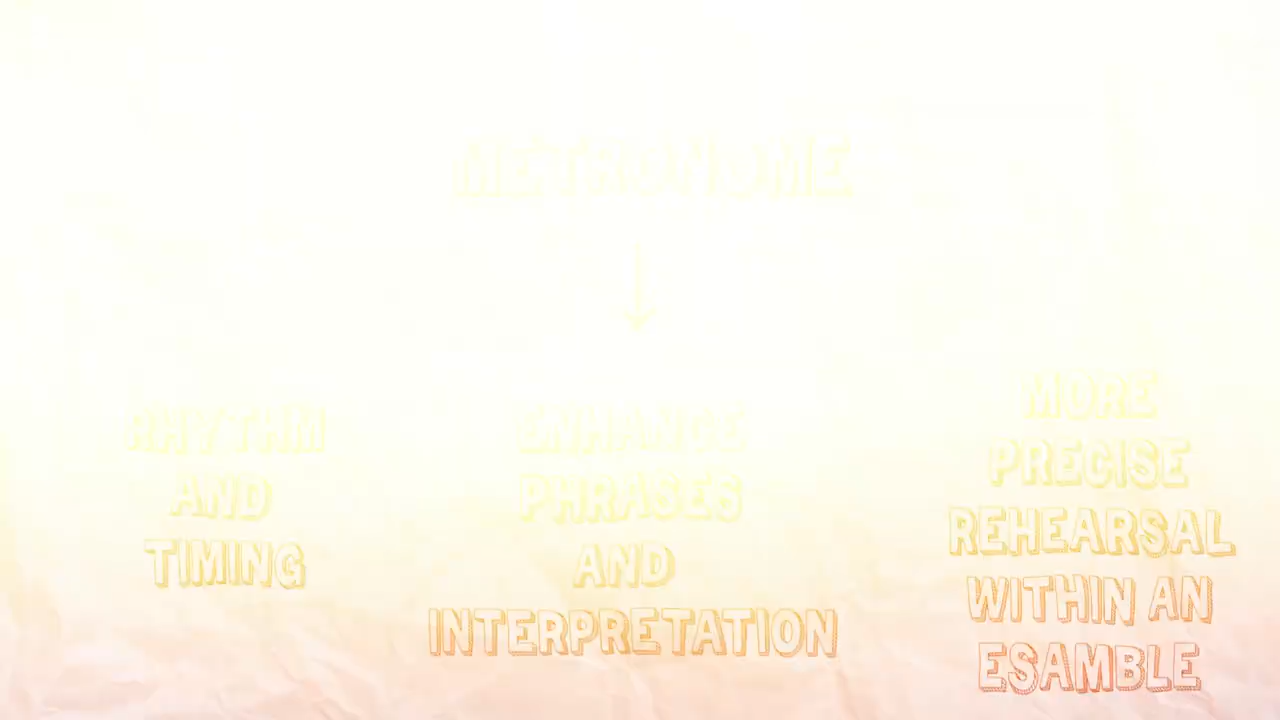 METRONOME
↓
RHYTHM
AND
TIMING
ENHANCE
PHRASES
AND
INTERPRETATION
MORE
PRECISE
REHEARSAL
WITHIN AN
ESAMBLE